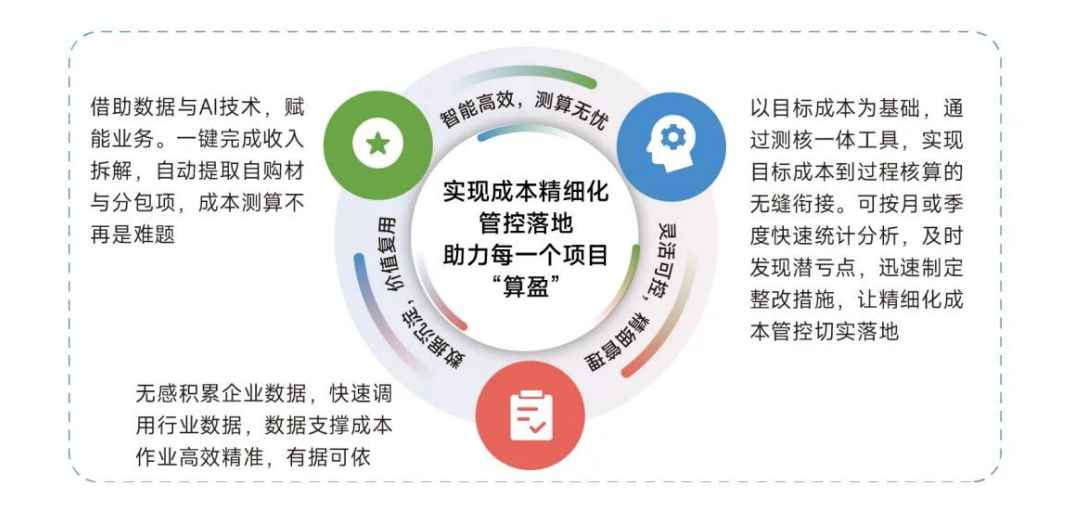 智能高效，测算无忧
借助数据与AI技术，赋
能业务。一键完成收入
拆解，自动提取自购材
与分包项，成本测算不
再是难题
实现成本精细化
管控落地
助力每一个项目
“算盈”
以目标成本为基础，通
过测核一体工具，实现
目标成本到过程核算的
无缝衔接。可按月或季
度快速统计分析，及时
发现潜亏点，迅速制定
整改措施，让精细化成
本管控切实落地
灵活可控，精细管理
数据沉淀，价值复用
无感积累企业数据，快速调
用行业数据，数据支撑成本
作业高效精准，有据可依